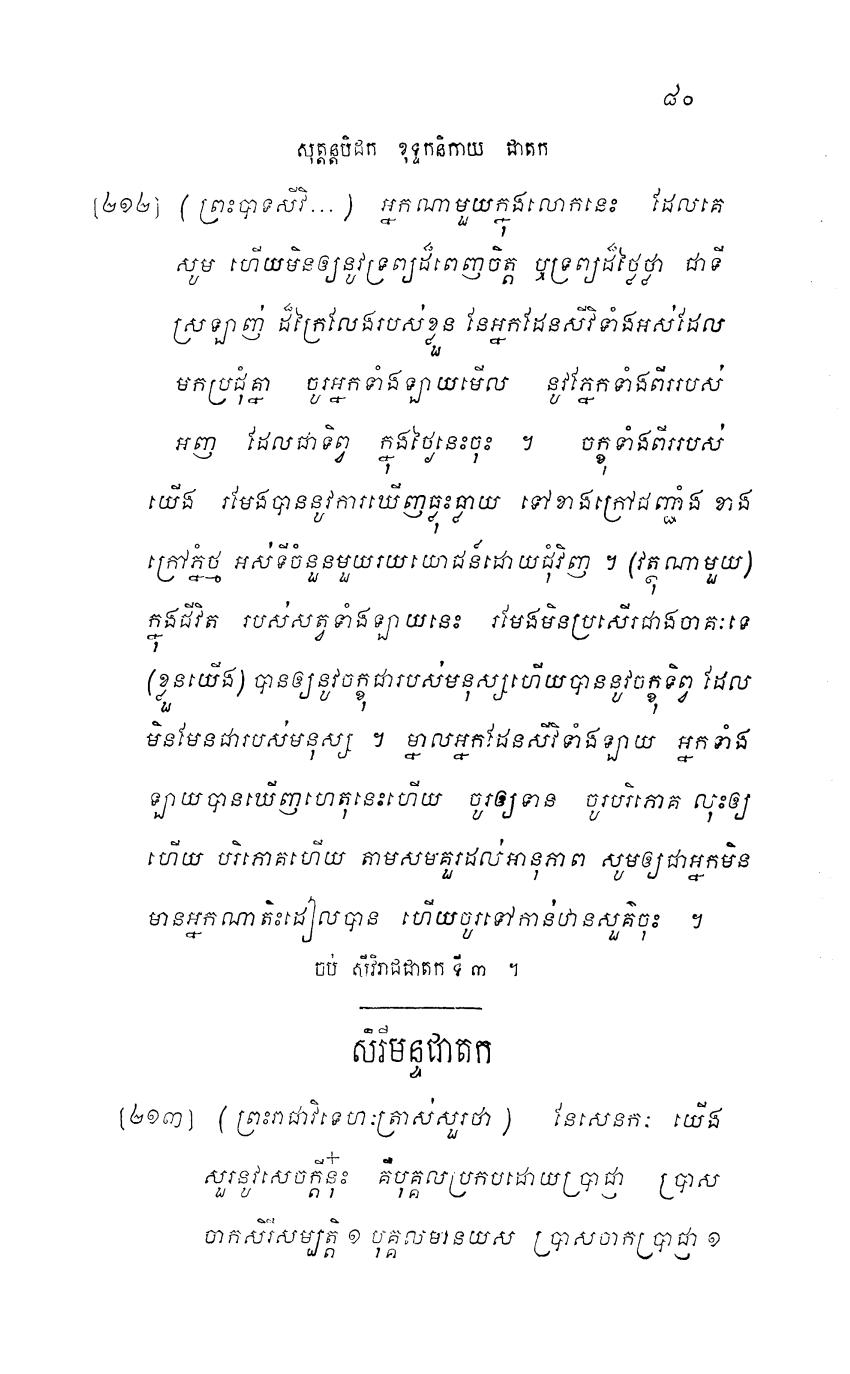 ៨០
សុត្តន្តបិដក ខុទ្ទកនិកាយ ជាតក
[២១២] (ព្រះបាទសីវិ...) អ្នកណាមួយក្នុងលោកនេះ ដែលគេ
សូម ហើយមិនឲ្យនូវទ្រព្យដ៏ពេញចិត្ត ឬទ្រព្យដ៏ថ្លៃថ្លា ជាទី
ស្រឡាញ់ ដ៏ក្រៃលែងរបស់ខ្លួន នែអ្នកដែនសីវិទាំងអស់ដែល
មកប្រជុំគ្នា ចូរអ្នកទាំងឡាយមើល នូវភ្នែកទាំងពីររបស់
អញ ដែលជាទិព្វ ក្នុងថ្ងៃនេះចុះ ។ ចក្ខុទាំងពីររបស់
យើង រមែងបាននូវការឃើញធ្លុះធ្លាយ ទៅខាងក្រៅជញ្ជាំង ខាង
ក្រៅភ្នំថ្ម អស់ទីចំនួនមួយរយយោជន៍ដោយជុំវិញ ។ (វត្ថុណាមួយ)
ក្នុងជីវិត របស់សត្វទាំងឡាយនេះ រមែងមិនប្រសើរជាងចាគៈទេ
(ខ្លួនយើង) បានឲ្យនូវចក្ខុជារបស់មនុស្សហើយបាននូវចក្ខុទិព្វ ដែល
មិនមែនជារបស់មនុស្ស ។ ម្នាលអ្នកដែនសីវិទាំងឡាយ អ្នកទាំង
ឡាយបានឃើញហេតុនេះហើយ ចូរឲ្យទាន ចូរបរិភោគ លុះឲ្យ
ហើយ បរិភោគហើយ តាមសមគួរដល់អានុភាព សូមឲ្យជាអ្នកមិន
មានអ្នកណាតិះដៀលបាន ហើយចូរទៅកាន់ឋានសួគ៌ចុះ ។
ចប់ សីវិរាជជាតក ទី ៣ ។
សិរីមន្ទជាតក
[២១៣] (ព្រះរាជាវិទេហៈត្រាស់សួរថា) នែសេនកៈ យើង
សួរនូវសេចក្តីនុ៎ះ គឺបុគ្គលប្រកបដោយប្រាជ្ញា ប្រាស
ចាកសិរីសម្បត្តិ ១ បុគ្គលមានយស ប្រាសចាកប្រាជ្ញា ១